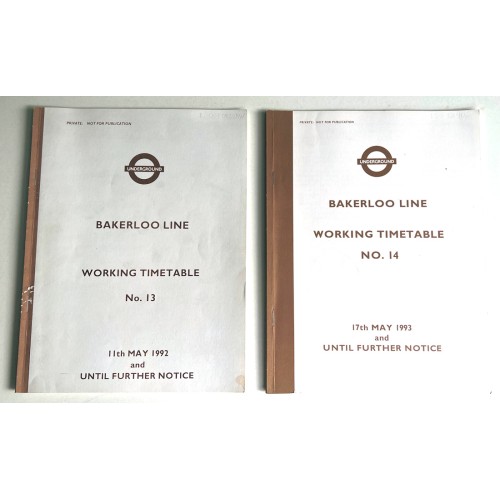 PRIVATE. NOT FOR PUBLICATION
UNDERGROUND
BAKERLOO LINE
WORKING TIMETABLE
No. 13
11th MAY 1992
and
UNTIL FURTHER NOTICE
PRIVATE. NOT FOR PUBLICATION
UNDERGROUND
BAKERLOO LINE
WORKING TIMETABLE
NO. 14
17th MAY 1993
and
UNTIL FURTHER NOTICE